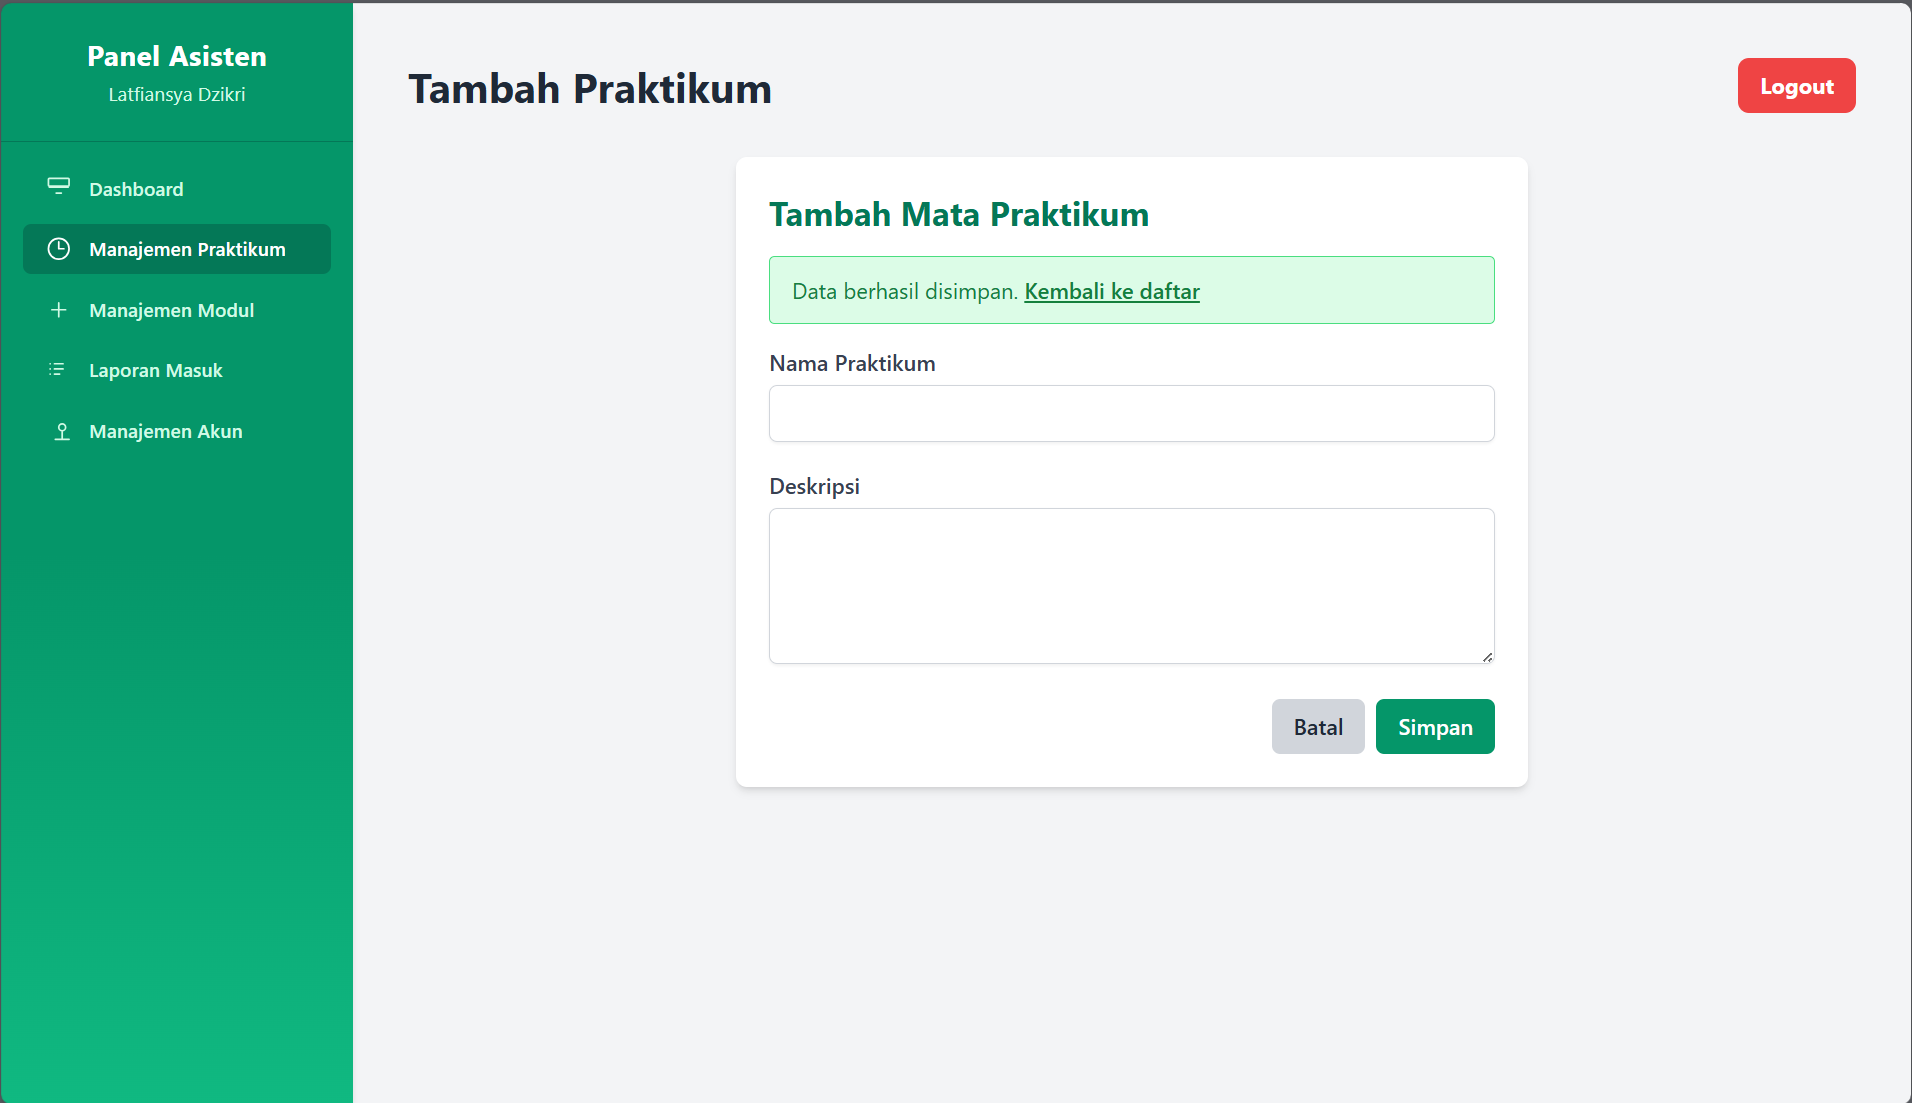 Panel Asisten
Latfiansya Dzikri
Dashboard
Manajemen Praktikum
Manajemen Modul
Laporan Masuk
Manajemen Akun
Tambah Praktikum
Logout
Tambah Mata Praktikum
Data berhasil disimpan. Kembali ke daftar
Nama Praktikum
Deskripsi
Batal Simpan